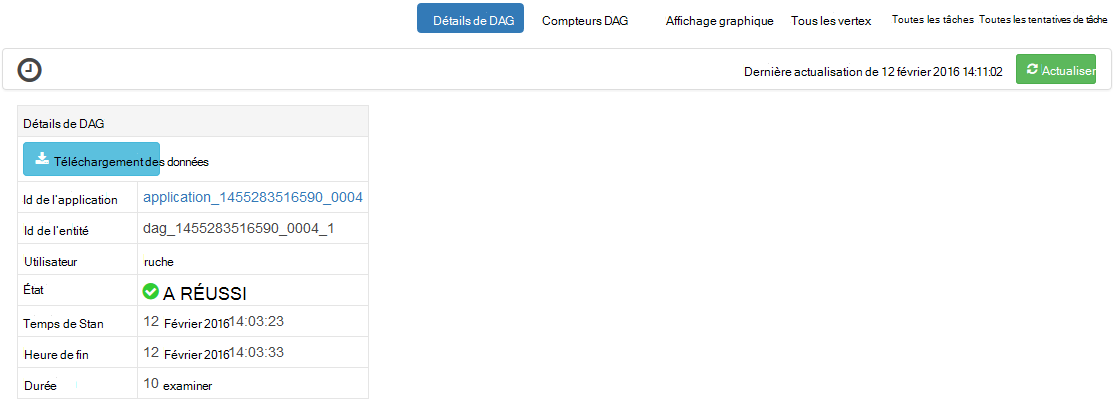 Détails de DAG Compteurs DAG Affichage graphique Tous les vertex Toutes les tâches Toutes les tentatives de tâche
Dernière actualisation de 12 février 2016 14:11:02 Actualiser
Détails de DAG
Téléchargement des données
Id de l'application application_1455283516590_0004
Id de l'entité dag_1455283516590_0004_1
Utilisateur ruche
État A RÉUSSI
Temps de Stan 12 Février 2016 14:03:23
Heure de fin 12 Février 2016 14:03:33
Durée 10 examiner